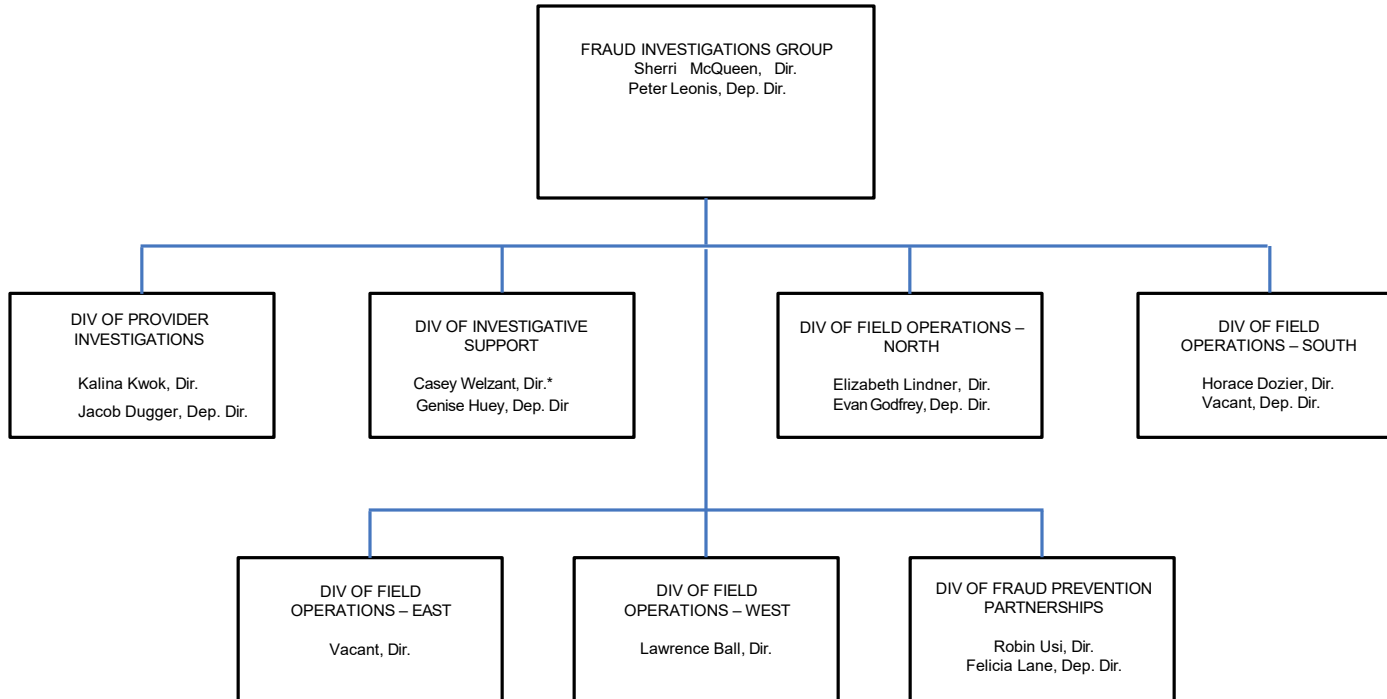 FRAUD INVESTIGATIONS GROUP
Sherri McQueen, Dir.
Peter Leonis, Dep. Dir.
DIV OF PROVIDER
INVESTIGATIONS
Kalina Kwok, Dir.
Jacob Dugger, Dep. Dir.
DIV OF INVESTIGATIVE
SUPPORT
Casey Welzant, Dir.*
Genise Huey, Dep. Dir
DIV OF FIELD OPERATIONS –
NORTH
Elizabeth Lindner, Dir.
Evan Godfrey, Dep. Dir.
DIV OF FIELD
OPERATIONS – SOUTH
Horace Dozier, Dir.
Vacant, Dep. Dir.
DIV OF FIELD
OPERATIONS – EAST
Vacant, Dir.
DIV OF FIELD
OPERATIONS – WEST
Lawrence Ball, Dir.
DIV OF FRAUD PREVENTION
PARTNERSHIPS
Robin Usi, Dir.
Felicia Lane, Dep. Dir.